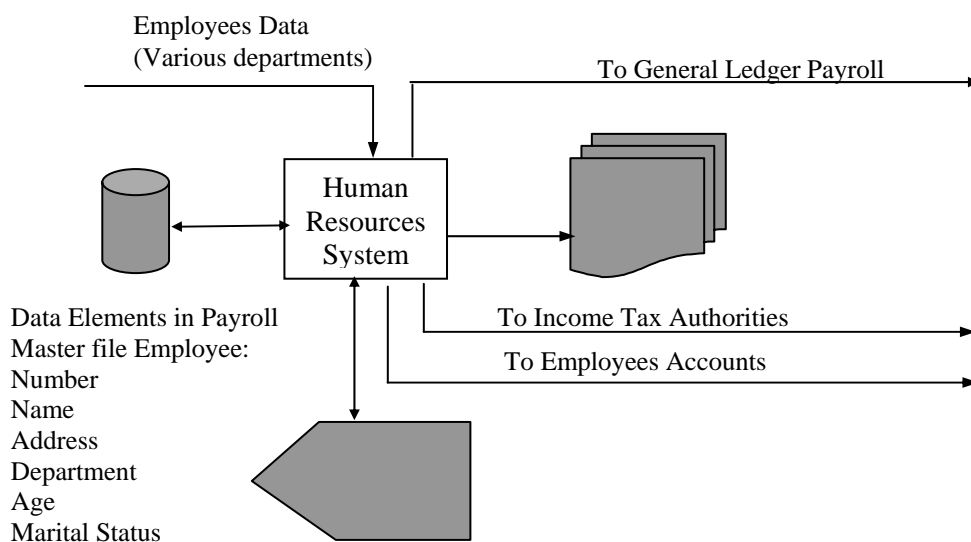 Employees Data
(Various departments)
To General Ledger Payroll
Human
Resources
System
Data Elements in Payroll
Master file Employee:
Number
Name
Address
Department
Age
Marital Status
To Income Tax Authorities
To Employees Accounts